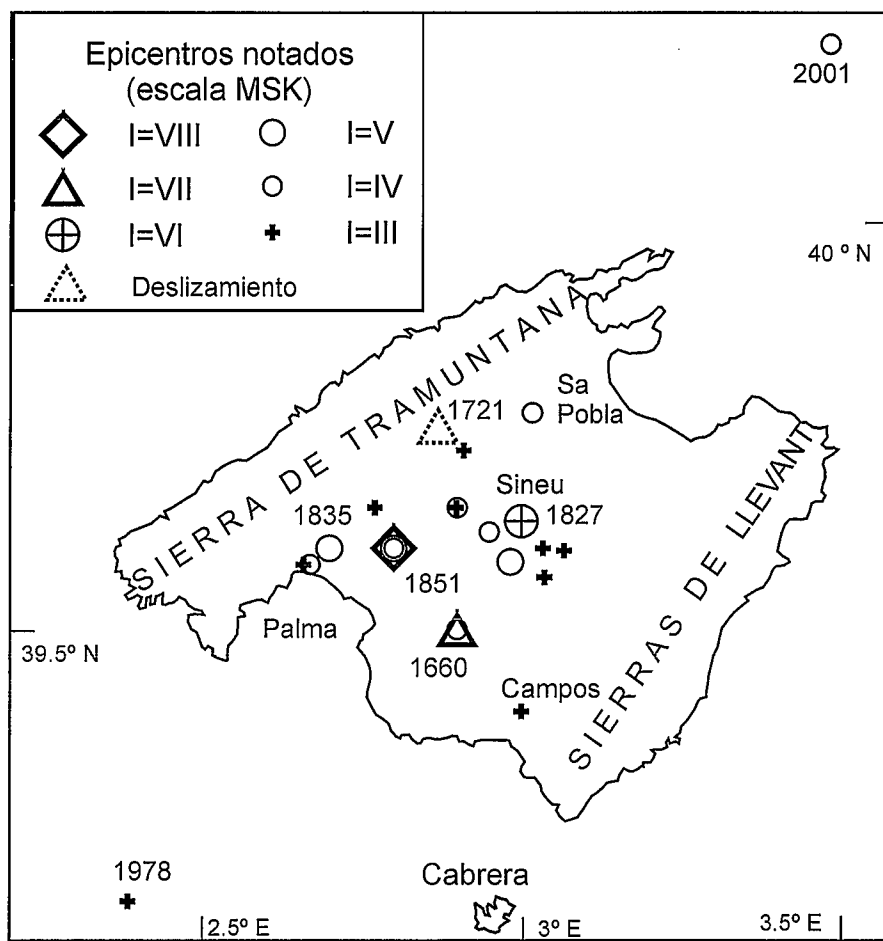 Epicentros notados
(escala MSK)
I=VIII
I=V
I=VII
I=IV
I=VI
I=III
Deslizamiento
2001
40 º N
SIERRA DE TRAMUNTANA
Sa
Pobla
1721
SIERRAS DE LLEVANT
Sineu
1835
1827
1851
Palma
39.5º N
1660
Campos
1978
Cabrera
2.5º E
3º E
3.5º E